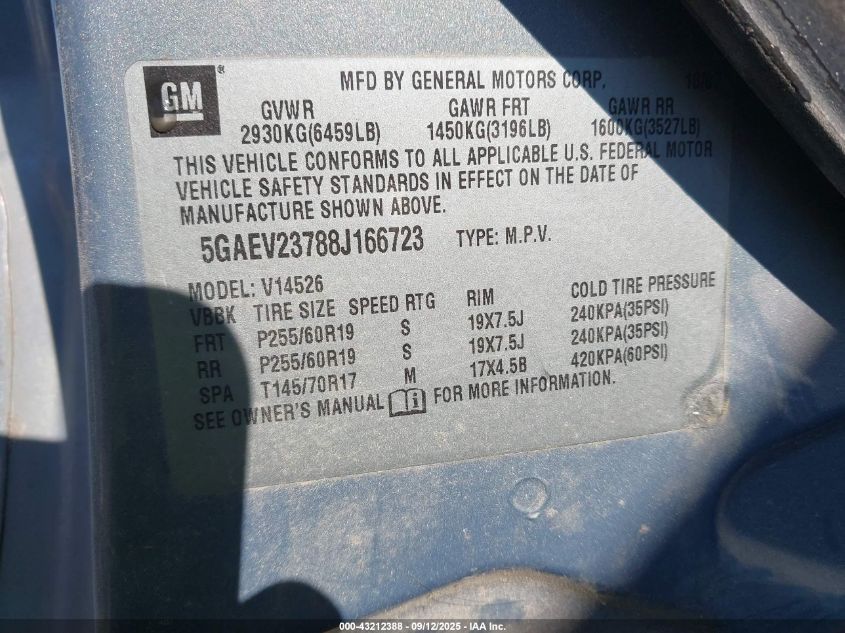 GM®
MFD BY GENERAL MOTORS CORP.
GVWR GAWR FRT GAWR RR
2930KG(6459LB) 1450KG(3196LB) 1600KG(3527LB)
THIS VEHICLE CONFORMS TO ALL APPLICABLE U.S. FEDERAL MOTOR
VEHICLE SAFETY STANDARDS IN EFFECT ON THE DATE OF
MANUFACTURE SHOWN ABOVE.
5GAEV23788J166723 TYPE: M.P.V.
MODEL: V14526
VBBK TIRE SIZE SPEED RTG RIM COLD TIRE PRESSURE
FRT P255/60R19 S 19X7.5J 240KPA(35PSI)
RR P255/60R19 S 19X7.5J 240KPA(35PSI)
SPA T145/70R17 M 17X4.5B 420KPA(60PSI)
SEE OWNER'S MANUAL i FOR MORE INFORMATION.
000-43212388 - 09/12/2025 - IAA, Inc.